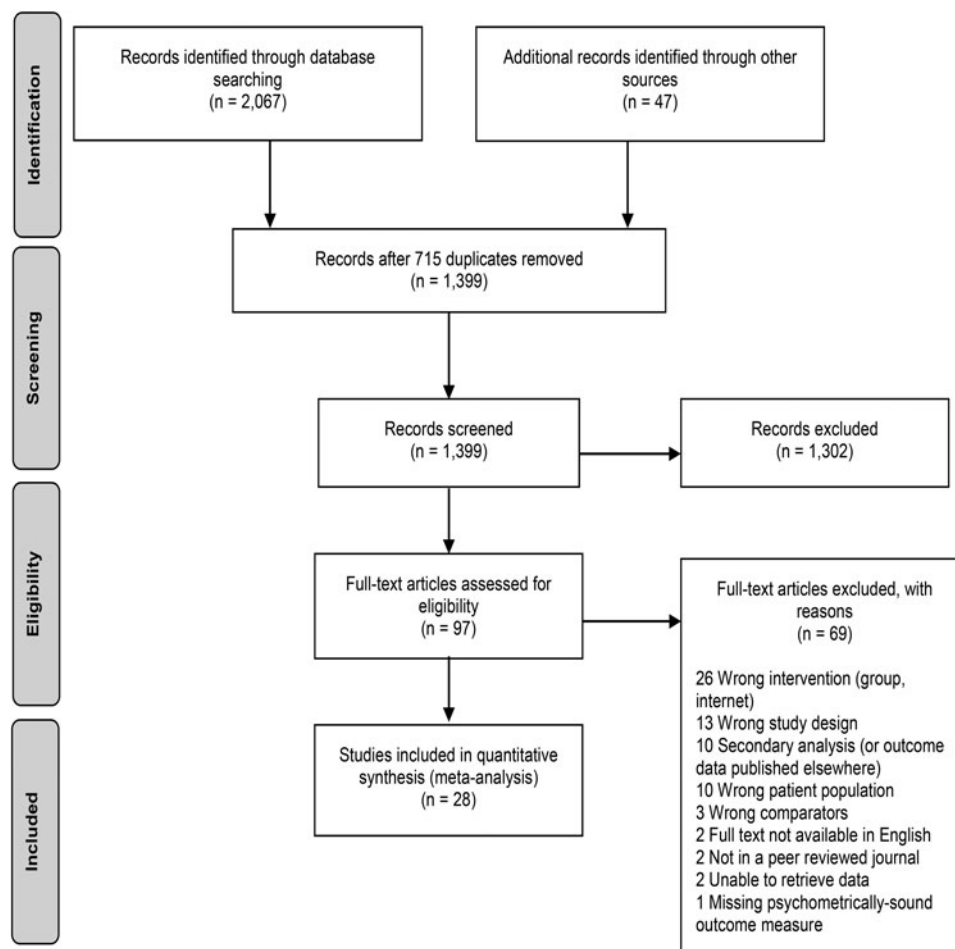 Identification
Records identified through database
searching
(n = 2,067)
Additional records identified through other
sources
(n = 47)
Screening
Records after 715 duplicates removed
(n = 1,399)
Records screened
(n = 1,399)
Records excluded
(n = 1,302)
Eligibility
Full-text articles assessed for
eligibility
(n = 97)
Full-text articles excluded, with
reasons
(n = 69)
26 Wrong intervention (group,
internet)
13 Wrong study design
10 Secondary analysis (or outcome
data published elsewhere)
10 Wrong patient population
3 Wrong comparators
2 Full text not available in English
2 Not in a peer reviewed journal
2 Unable to retrieve data
1 Missing psychometrically-sound
outcome measure
Included
Studies included in quantitative
synthesis (meta-analysis)
(n = 28)